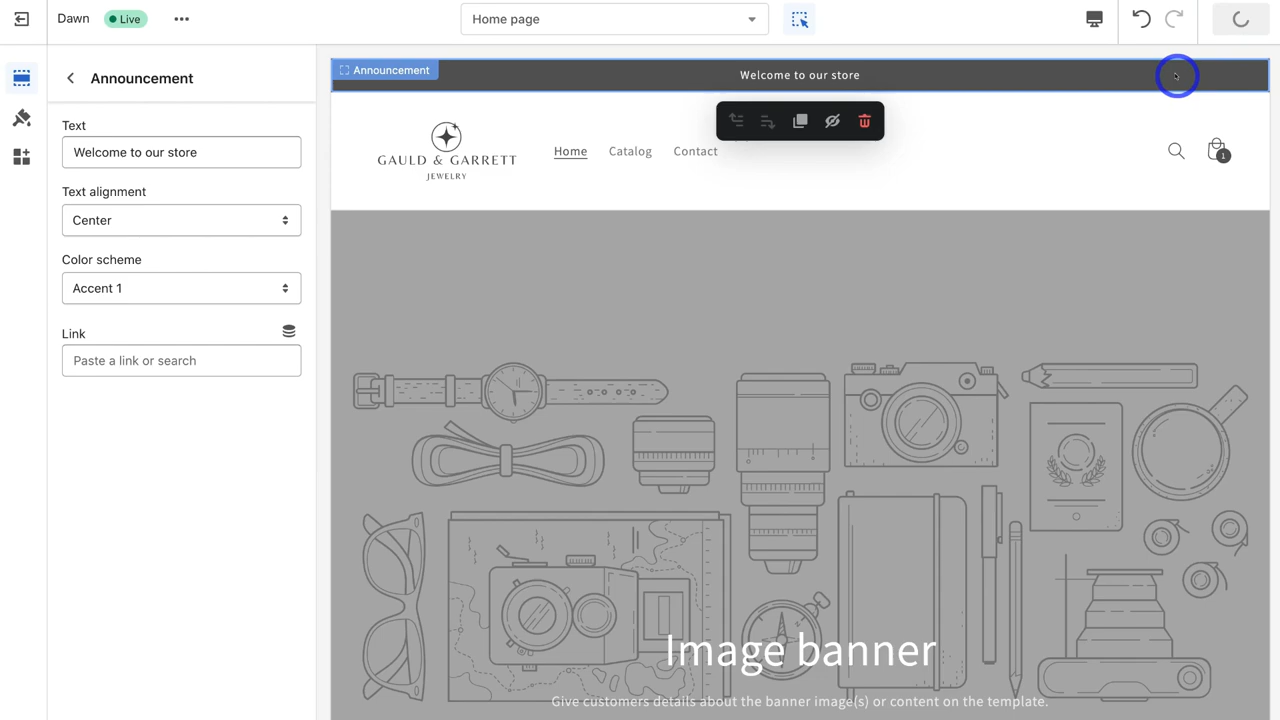 Dawn
Live
Home page
Announcement
Text
Welcome to our store
Text alignment
Center
Color scheme
Accent 1
Link
Paste a link or search
Announcement
Welcome to our store
GAULD & GARRETT
JEWELRY
Home
Catalog
Contact
1
Image banner
Give customers details about the banner image(s) or content on the template.